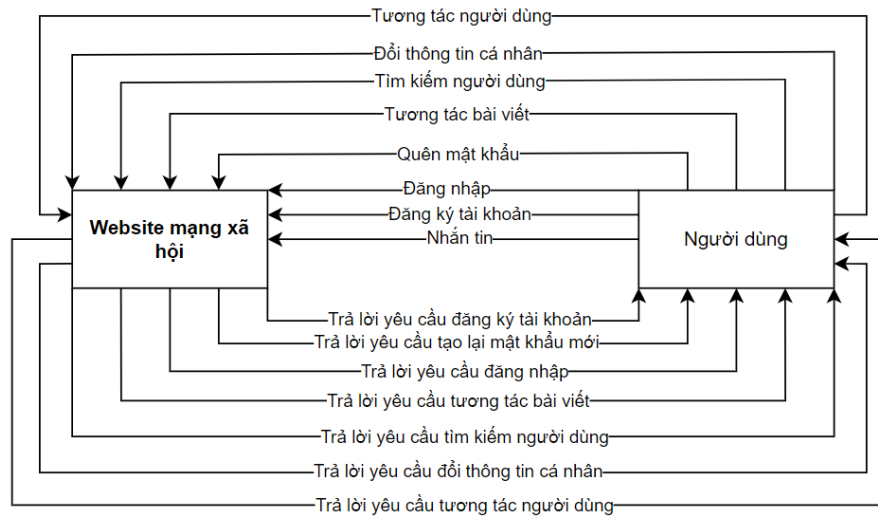 Tương tác người dùng
Đổi thông tin cá nhân
Tìm kiếm người dùng
Tương tác bài viết
Quên mật khẩu
Đăng nhập
Đăng ký tài khoản
Nhắn tin
Website mạng xã
hội
Người dùng
Trả lời yêu cầu đăng ký tài khoản
Trả lời yêu cầu tạo lại mật khẩu mới
Trả lời yêu cầu đăng nhập
Trả lời yêu cầu tương tác bài viết
Trả lời yêu cầu tìm kiếm người dùng
Trả lời yêu cầu đổi thông tin cá nhân
Trả lời yêu cầu tương tác người dùng